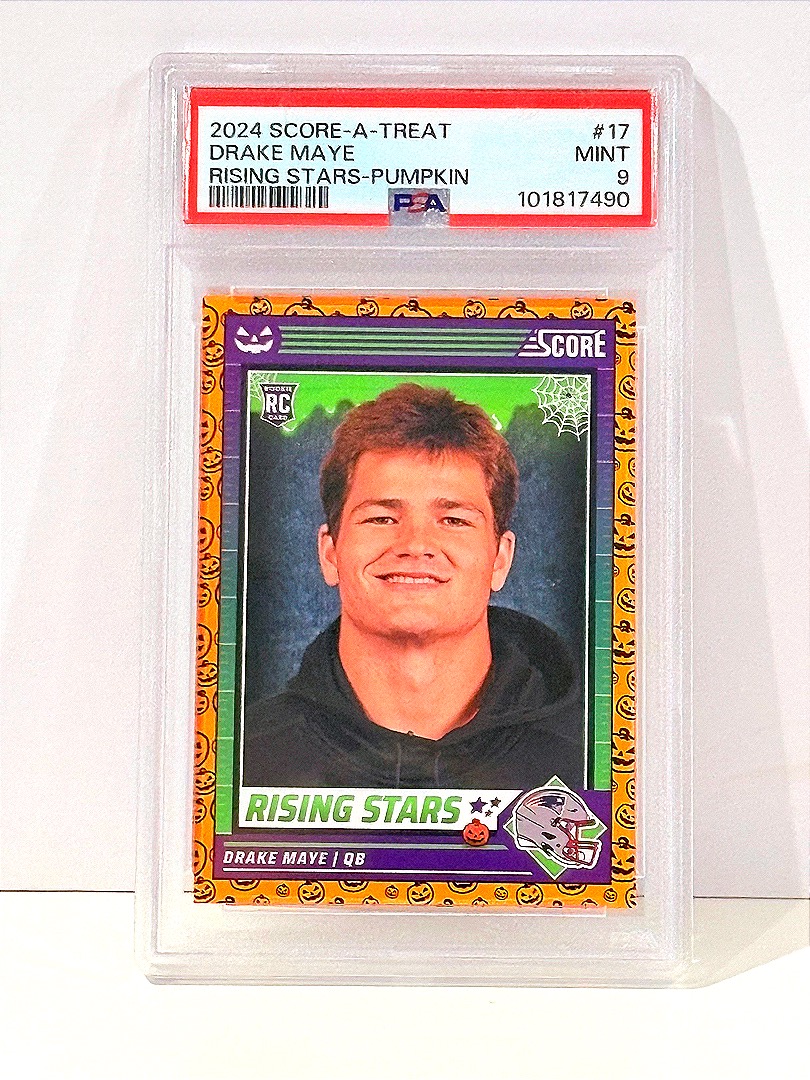 2024 SCORE-A-TREAT #17
DRAKE MAYE MINT
RISING STARS-PUMPKIN 9
PSA 101817490
SCORE
ROOKIE
RC
CARD
RISING STARS
DRAKE MAYE | QB